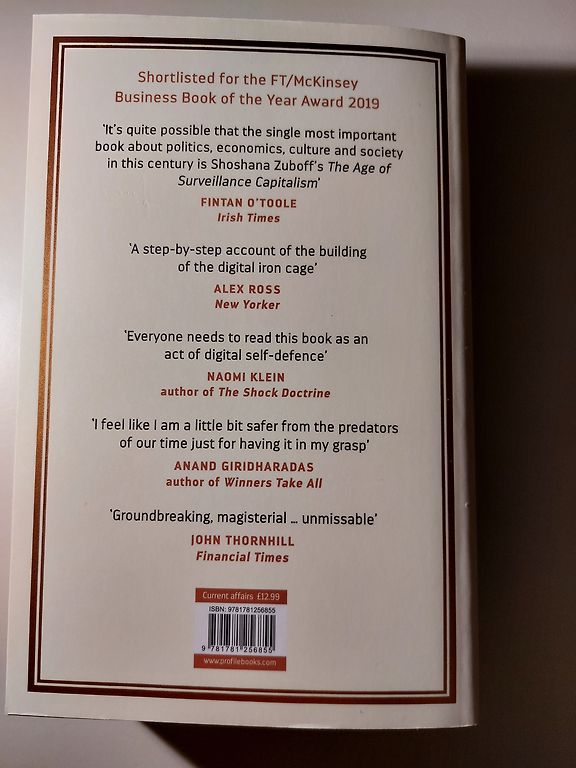 Shortlisted for the FT/McKinsey
Business Book of the Year Award 2019
'It's quite possible that the single most important
book about politics, economics, culture and society
in this century is Shoshana Zuboff's The Age of
Surveillance Capitalism'
FINTAN O'TOOLE
Irish Times
'A step-by-step account of the building
of the digital iron cage'
ALEX ROSS
New Yorker
'Everyone needs to read this book as an
act of digital self-defence'
NAOMI KLEIN
author of The Shock Doctrine
'I feel like I am a little bit safer from the predators
of our time just for having it in my grasp'
ANAND GIRIDHARADAS
author of Winners Take All
'Groundbreaking, magisterial … unmissable'
JOHN THORNHILL
Financial Times
Current affairs £12.99
ISBN: 9781781256855
9 781781 256855
www.profilebooks.com